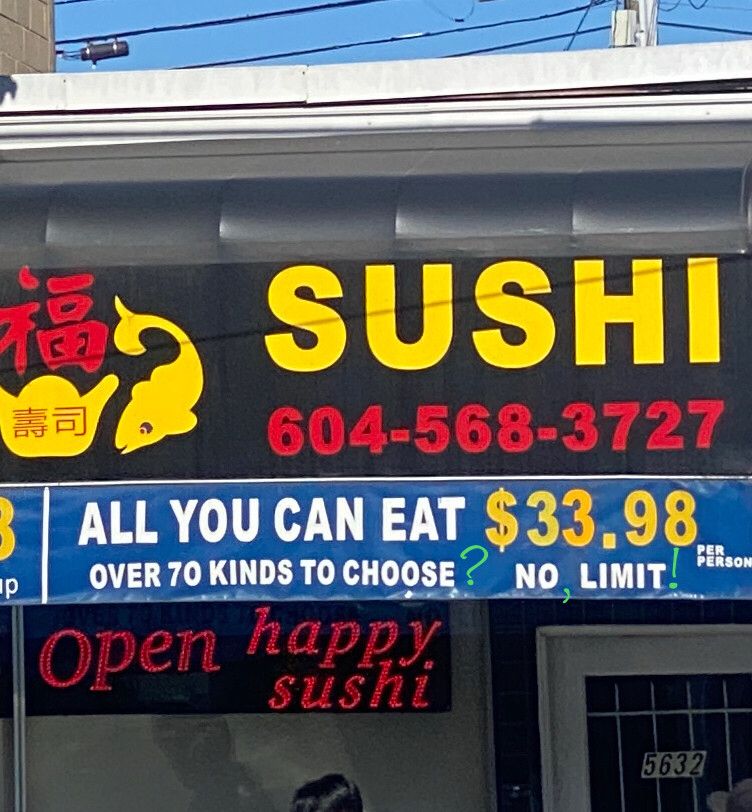 福
壽司
SUSHI
604-568-3727
ALL YOU CAN EAT $33.98
PER
PERSON
OVER 70 KINDS TO CHOOSE? NO, LIMIT!
Open
happy
sushi
5632